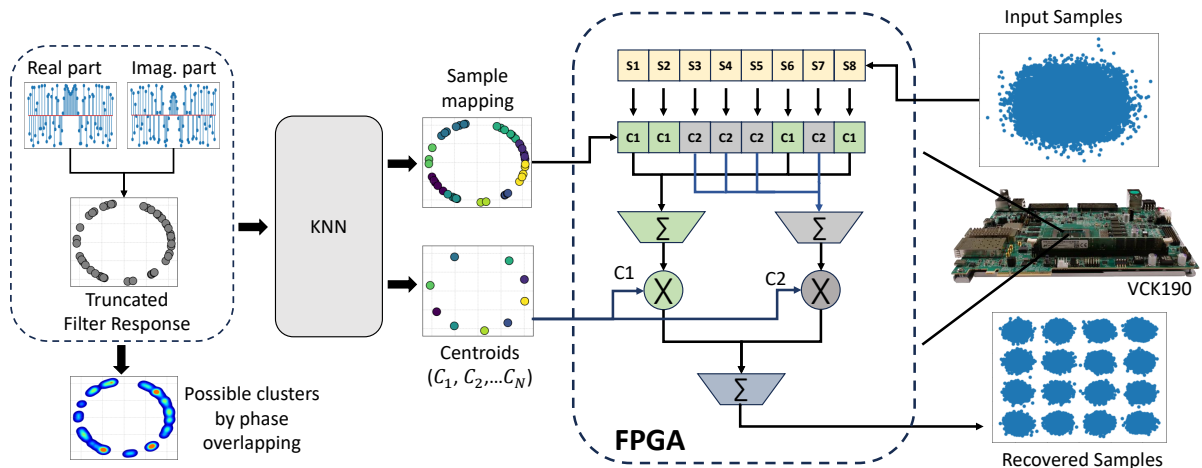 Real part
Imag. part
Truncated
Filter Response
Possible clusters
by phase
overlapping
KNN
Sample
mapping
Centroids
(C₁, C₂,…C_N)
S1 S2 S3 S4 S5 S6 S7 S8
C1 C1 C2 C2 C2 C1 C2 C1
Σ Σ
C1 X C2 X
Σ
FPGA
Input Samples
VCK190
Recovered Samples